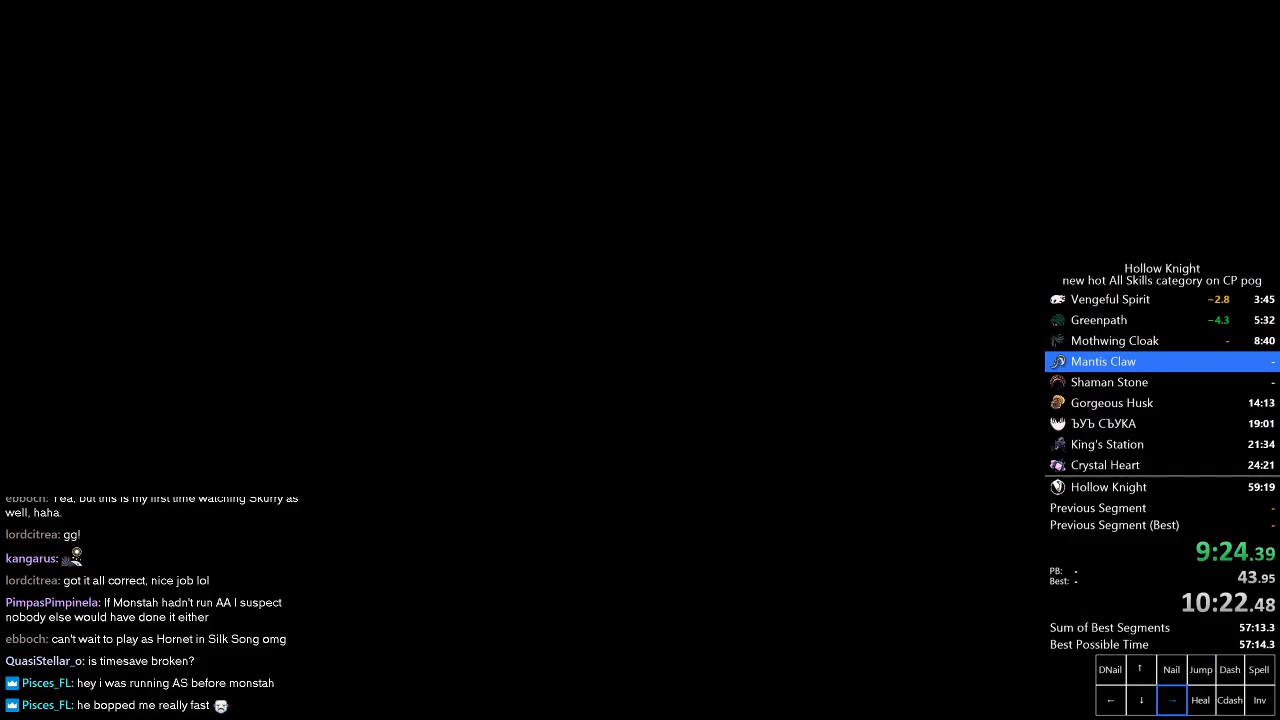 Hollow Knight
new hot All Skills category on CP pog
Vengeful Spirit −2.8 3:45
Greenpath −4.3 5:32
Mothwing Cloak - 8:40
Mantis Claw -
Shaman Stone -
Gorgeous Husk 14:13
ЪУЪ СЪУКА 19:01
King's Station 21:34
Crystal Heart 24:21
Hollow Knight 59:19
Previous Segment -
Previous Segment (Best) -
9:24.39
PB: -
Best: -
43.95
10:22.48
Sum of Best Segments 57:13.3
Best Possible Time 57:14.3
DNail ↑ Nail Jump Dash Spell
← ↓ → Heal Cdash Inv
ebboch: Yea, but this is my first time watching Skurry as
well, haha.
lordcitrea: gg!
kangarus:
lordcitrea: got it all correct, nice job lol
PimpasPimpinela: If Monstah hadn't run AA I suspect
nobody else would have done it either
ebboch: can't wait to play as Hornet in Silk Song omg
QuasiStellar_o: is timesave broken?
Pisces_FL: hey i was running AS before monstah
Pisces_FL: he bopped me really fast